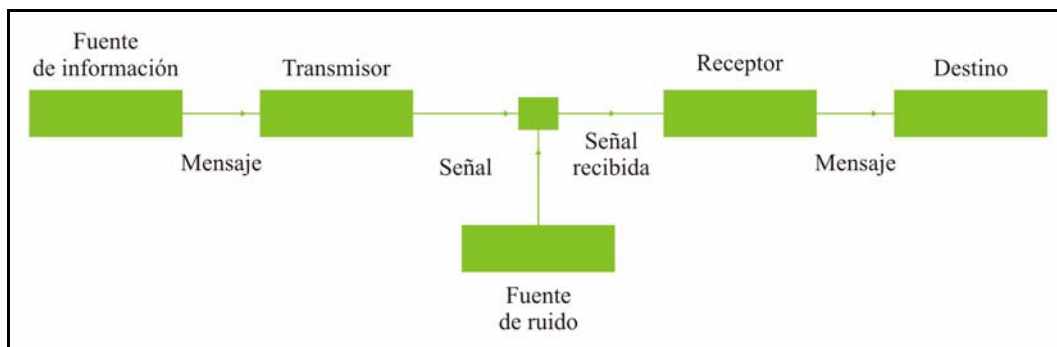 Fuente
de información
Transmisor
Receptor
Destino
Mensaje
Señal
Señal
recibida
Mensaje
Fuente
de ruido